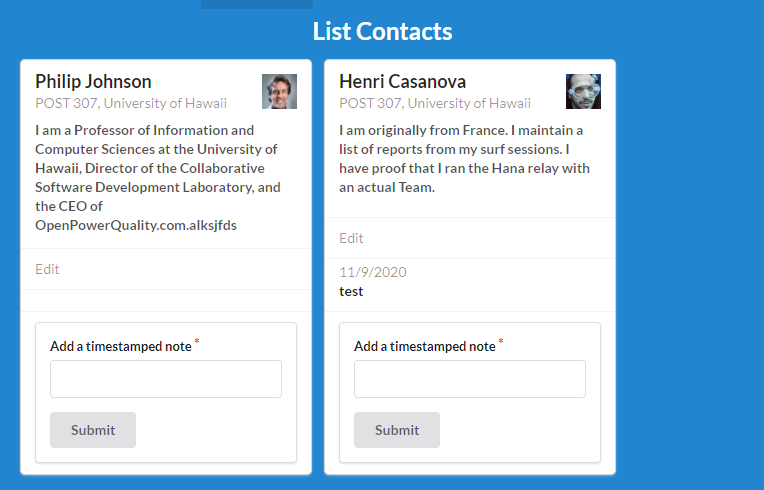 List Contacts
Philip Johnson
POST 307, University of Hawaii
I am a Professor of Information and
Computer Sciences at the University of
Hawaii, Director of the Collaborative
Software Development Laboratory, and
the CEO of
OpenPowerQuality.com.alksjfds
Edit
Add a timestamped note *
Submit
Henri Casanova
POST 307, University of Hawaii
I am originally from France. I maintain a
list of reports from my surf sessions. I
have proof that I ran the Hana relay with
an actual Team.
Edit
11/9/2020
test
Add a timestamped note *
Submit